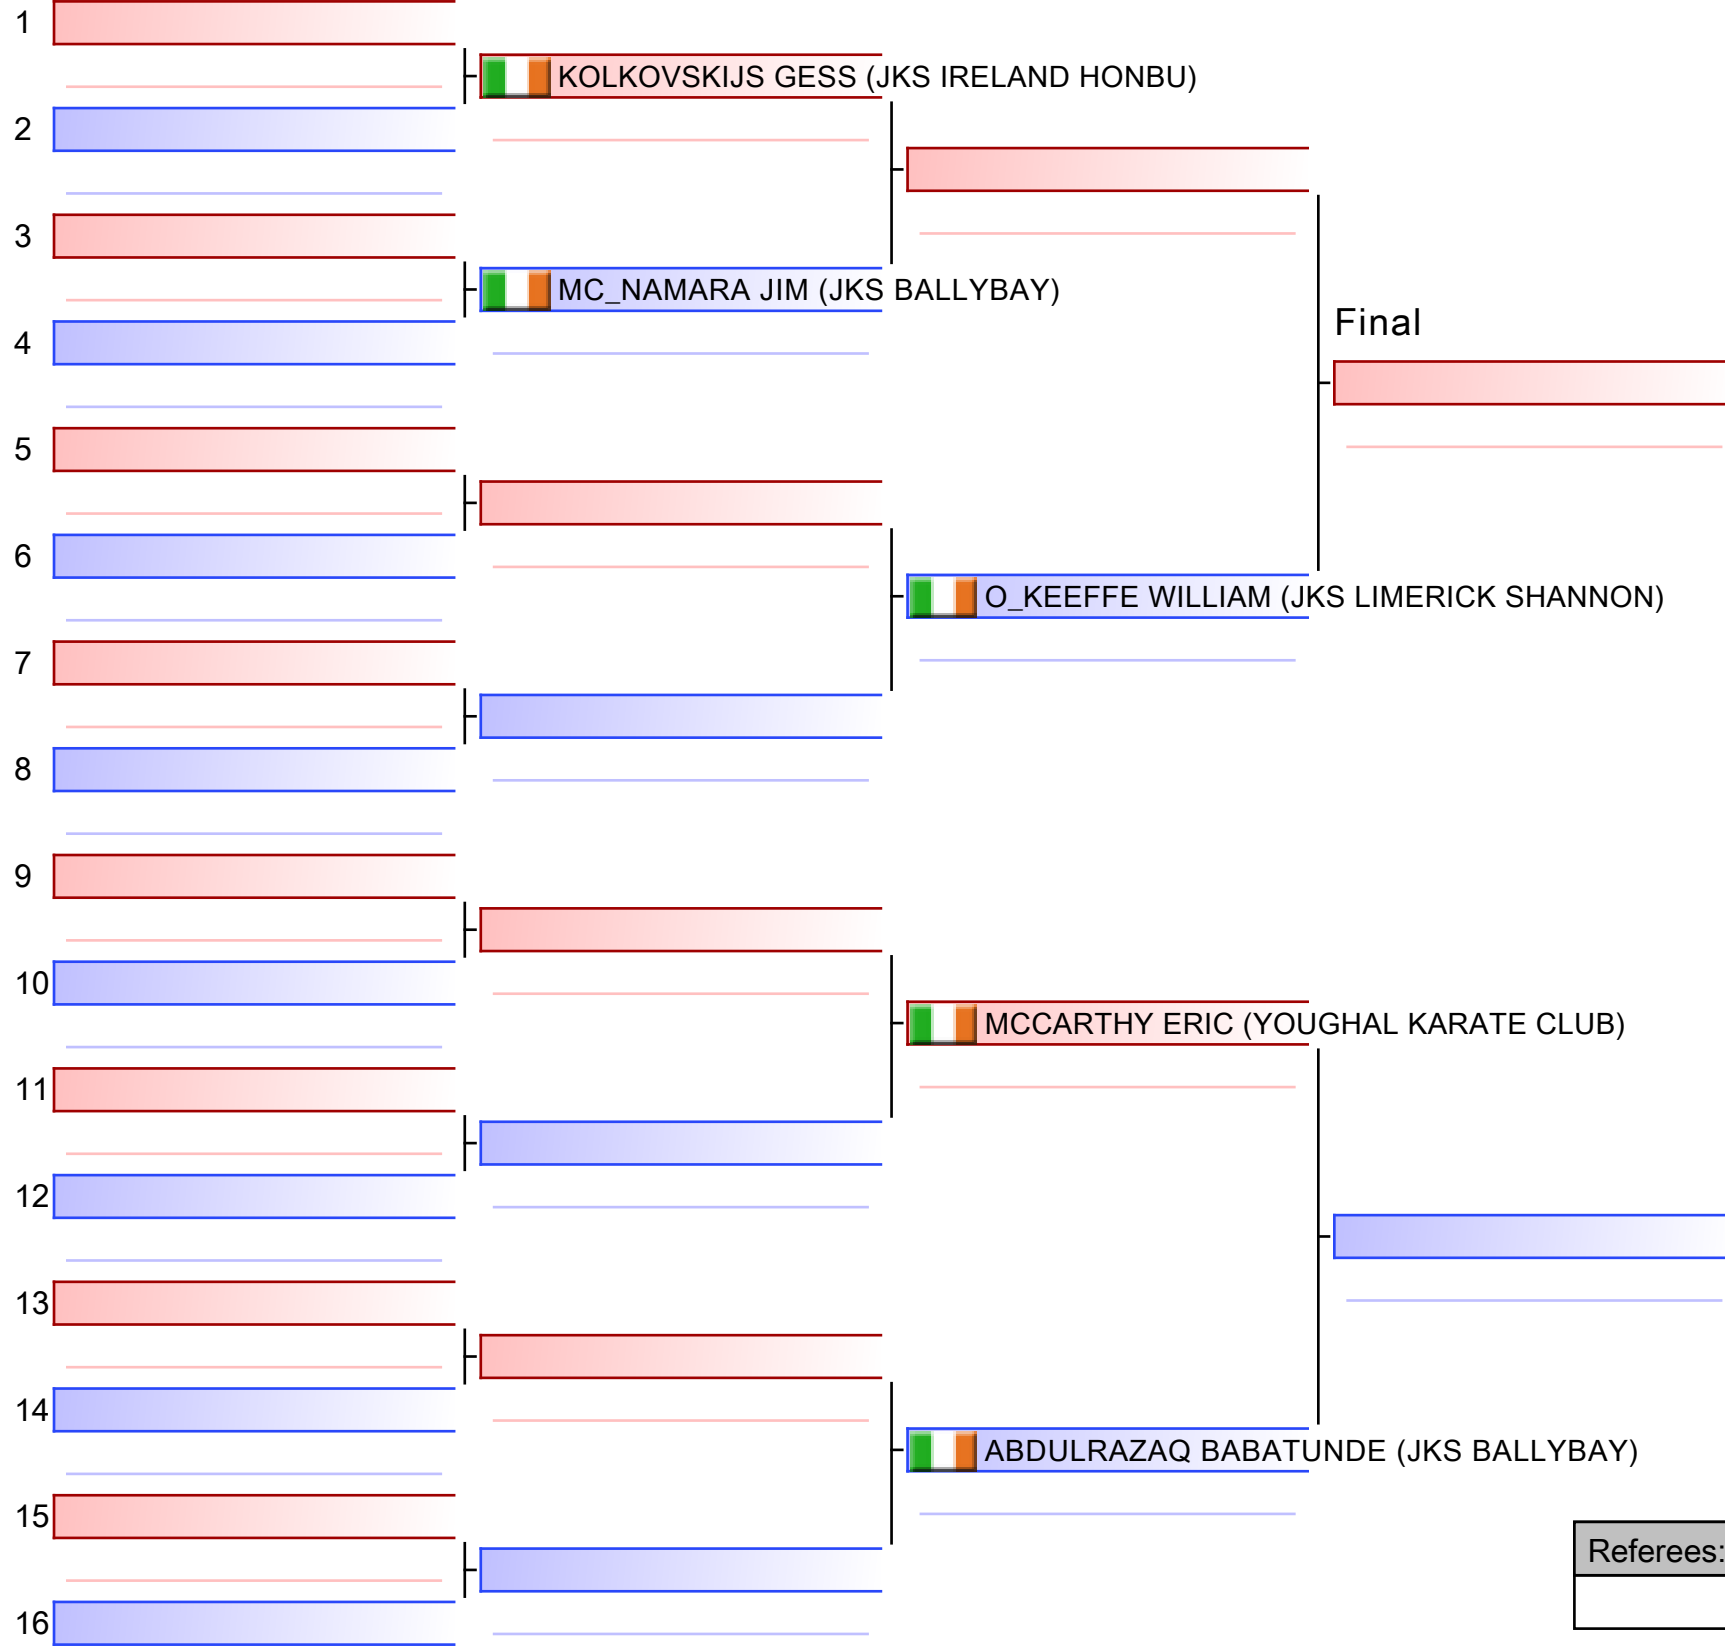 1
KOLKOVSKIJS GESS (JKS IRELAND HONBU)
2
3
MC_NAMARA JIM (JKS BALLYBAY)
Final
4
5
6
O_KEEFFE WILLIAM (JKS LIMERICK SHANNON)
7
8
9
10
MCCARTHY ERIC (YOUGHAL KARATE CLUB)
11
12
13
14
ABDULRAZAQ BABATUNDE (JKS BALLYBAY)
15
Referees:
16